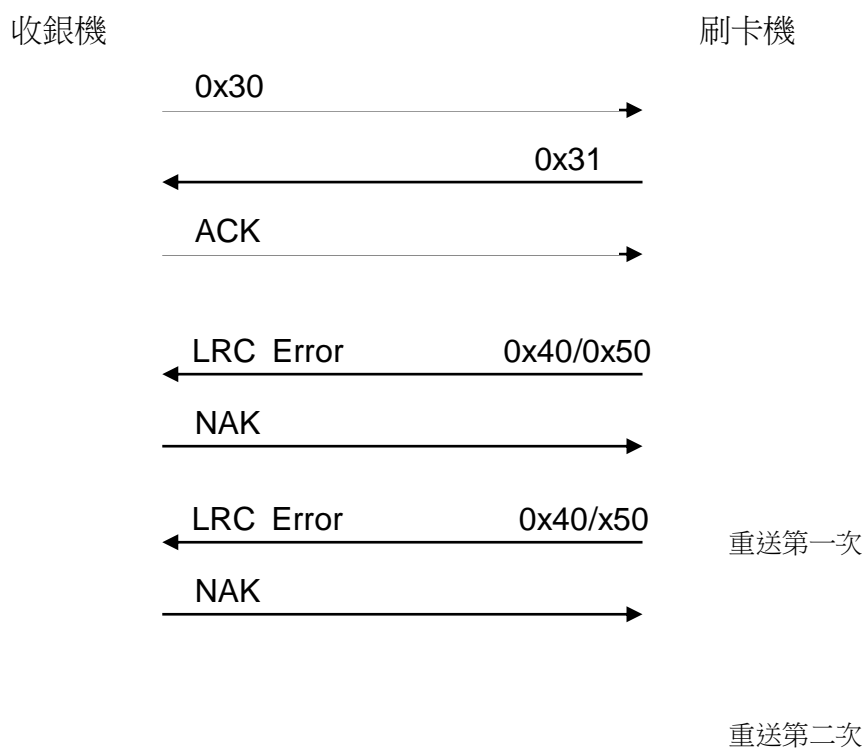 收銀機 刷卡機
0x30
0x31
ACK
LRC Error 0x40/0x50
NAK
LRC Error 0x40/x50
重送第一次
NAK
重送第二次